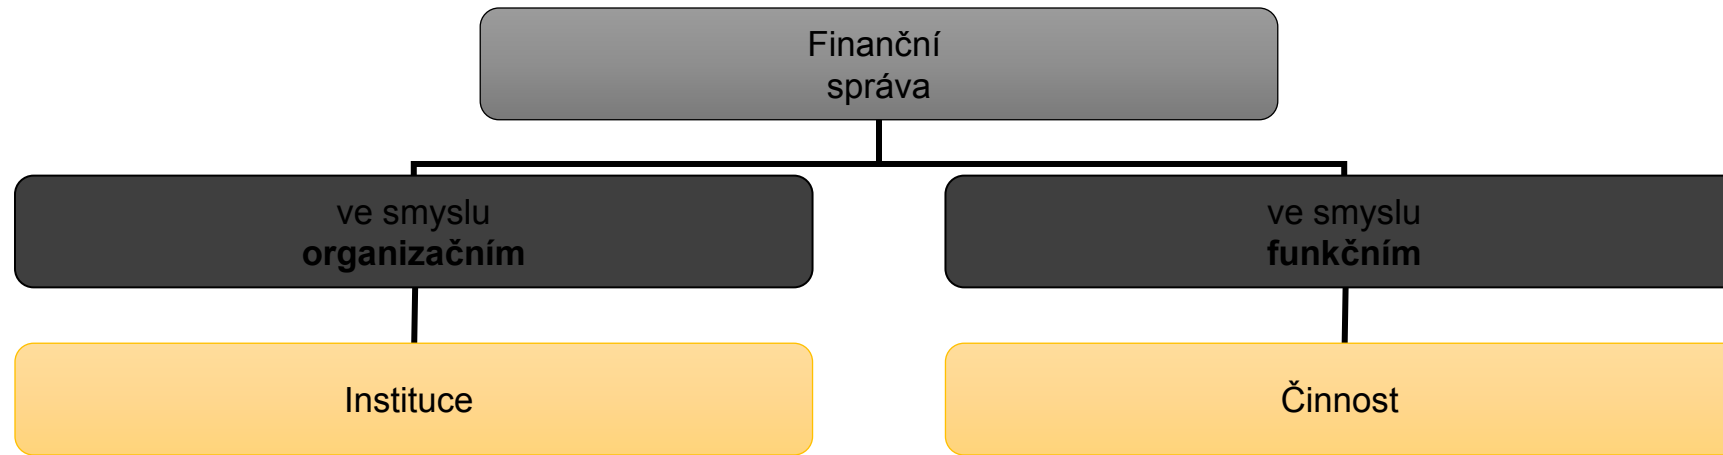 Finanční
správa
ve smyslu
organizačním
ve smyslu
funkčním
Instituce
Činnost